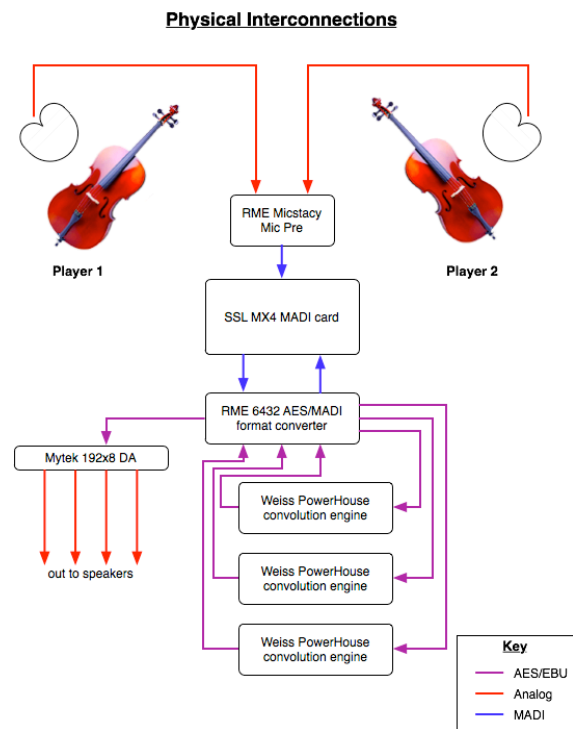 Physical Interconnections
RME Micstacy
Mic Pre
Player 1
Player 2
SSL MX4 MADI card
RME 6432 AES/MADI
format converter
Mytek 192x8 DA
Weiss PowerHouse
convolution engine
out to speakers
Weiss PowerHouse
convolution engine
Weiss PowerHouse
convolution engine
Key
AES/EBU
Analog
MADI